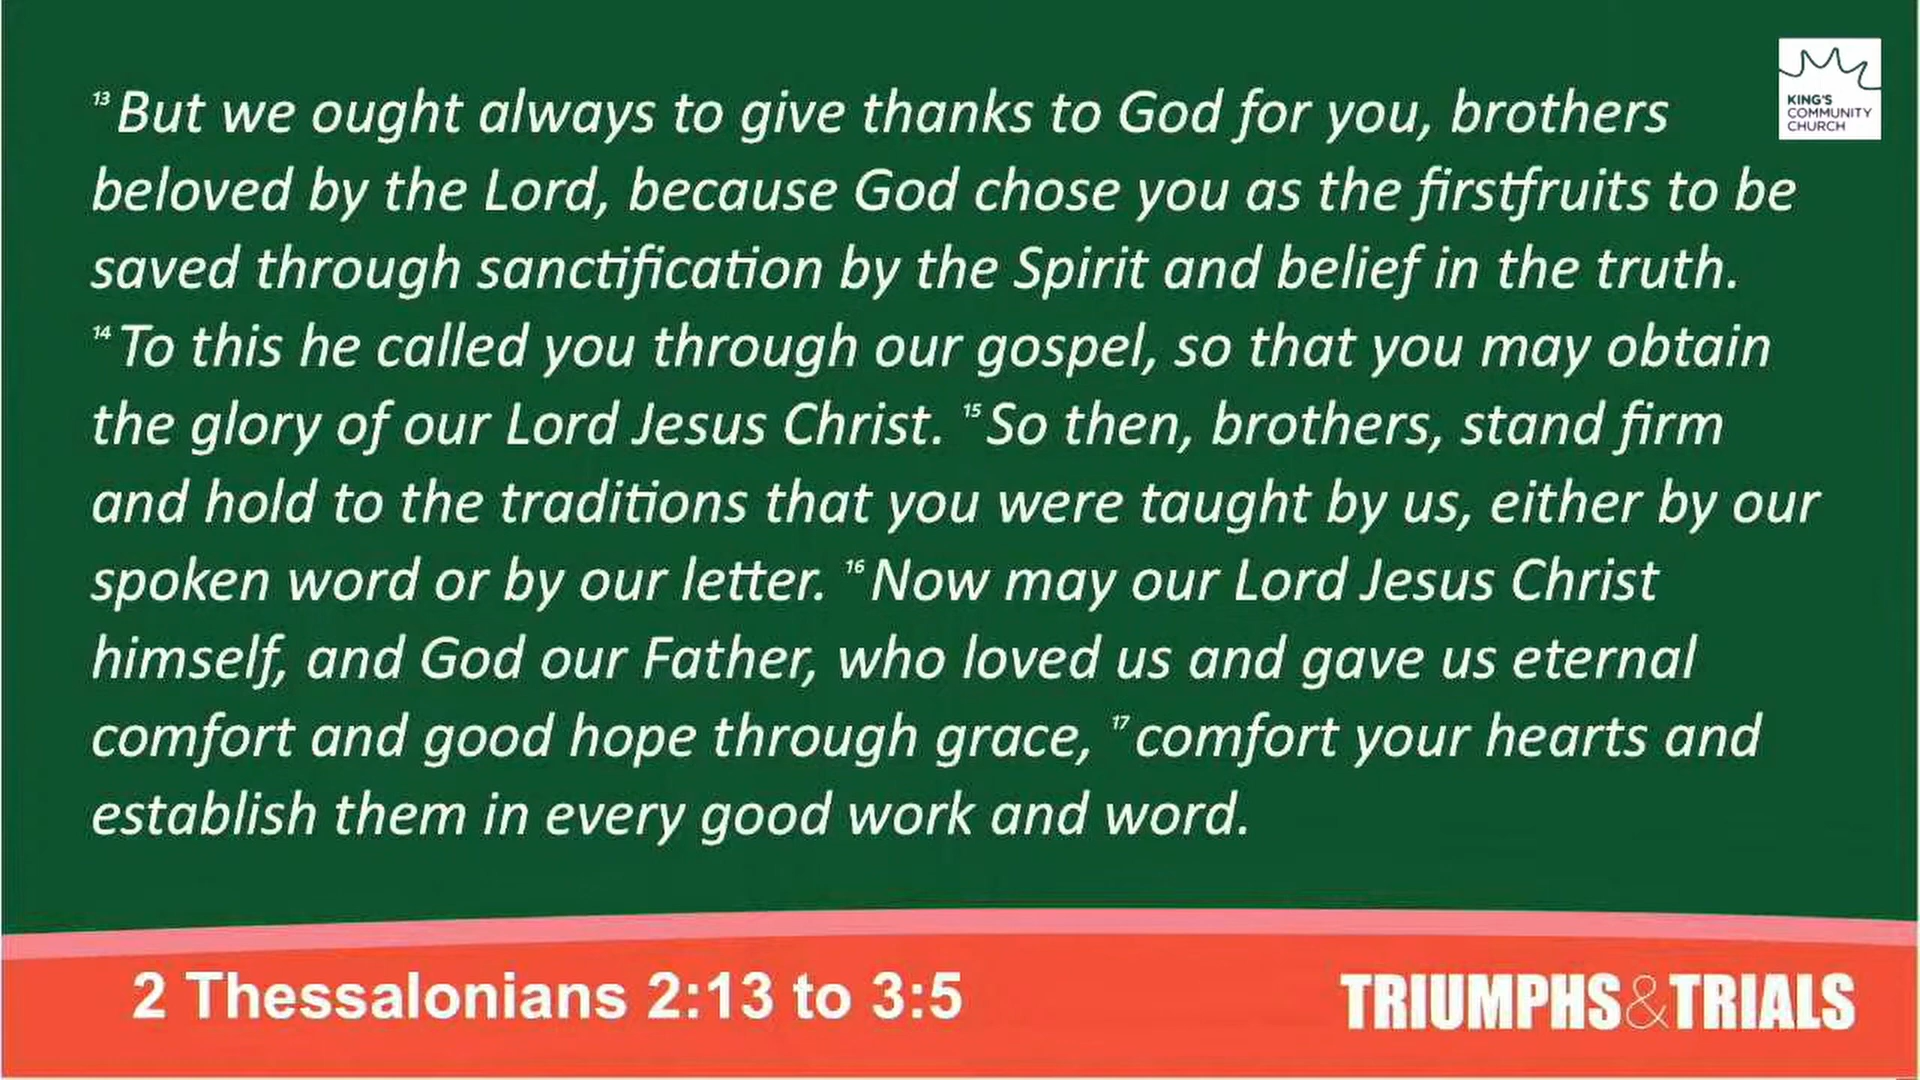 13 But we ought always to give thanks to God for you, brothers
beloved by the Lord, because God chose you as the firstfruits to be
saved through sanctification by the Spirit and belief in the truth.
14 To this he called you through our gospel, so that you may obtain
the glory of our Lord Jesus Christ. 15 So then, brothers, stand firm
and hold to the traditions that you were taught by us, either by our
spoken word or by our letter. 16 Now may our Lord Jesus Christ
himself, and God our Father, who loved us and gave us eternal
comfort and good hope through grace, 17 comfort your hearts and
establish them in every good work and word.
KING'S
COMMUNITY
CHURCH
2 Thessalonians 2:13 to 3:5
TRIUMPHS&TRIALS